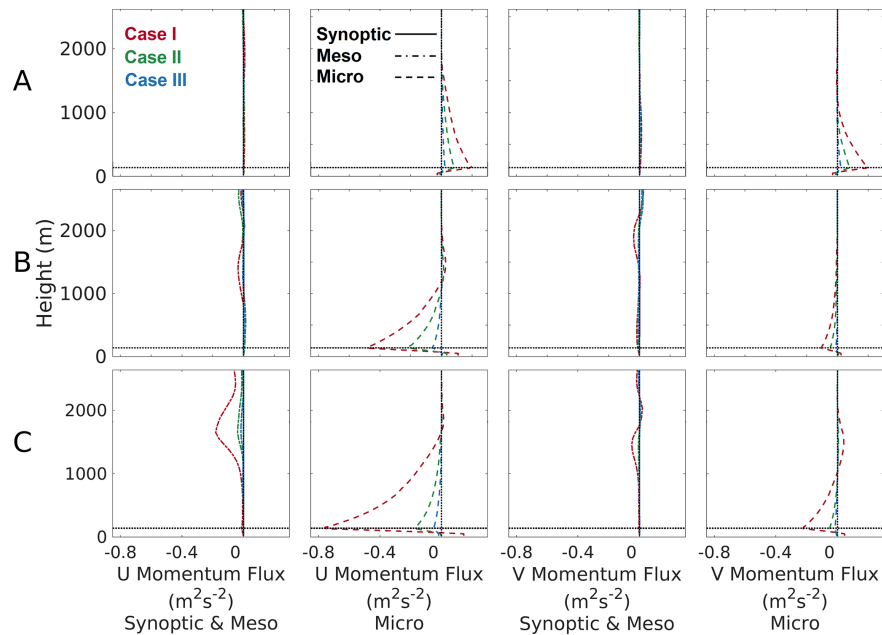 A
2000
1000
0
Case I
Case II
Case III
Synoptic
Meso
Micro
B
Height (m)
2000
1000
0
C
2000
1000
0
-0.8 -0.4 0
-0.8 -0.4 0
-0.8 -0.4 0
-0.8 -0.4 0
U Momentum Flux
(m²s⁻²)
Synoptic & Meso
U Momentum Flux
(m²s⁻²)
Micro
V Momentum Flux
(m²s⁻²)
Synoptic & Meso
V Momentum Flux
(m²s⁻²)
Micro